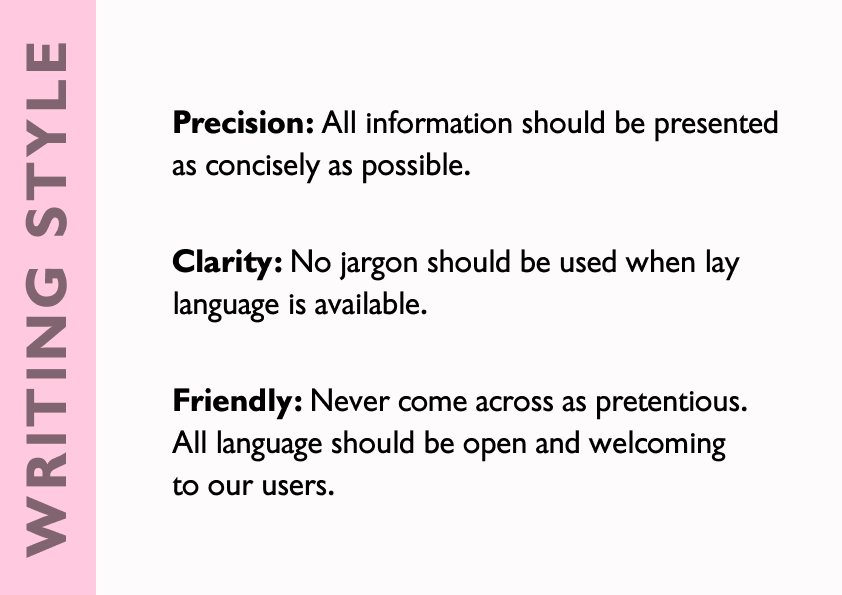 WRITING STYLE
Precision: All information should be presented
as concisely as possible.
Clarity: No jargon should be used when lay
language is available.
Friendly: Never come across as pretentious.
All language should be open and welcoming
to our users.